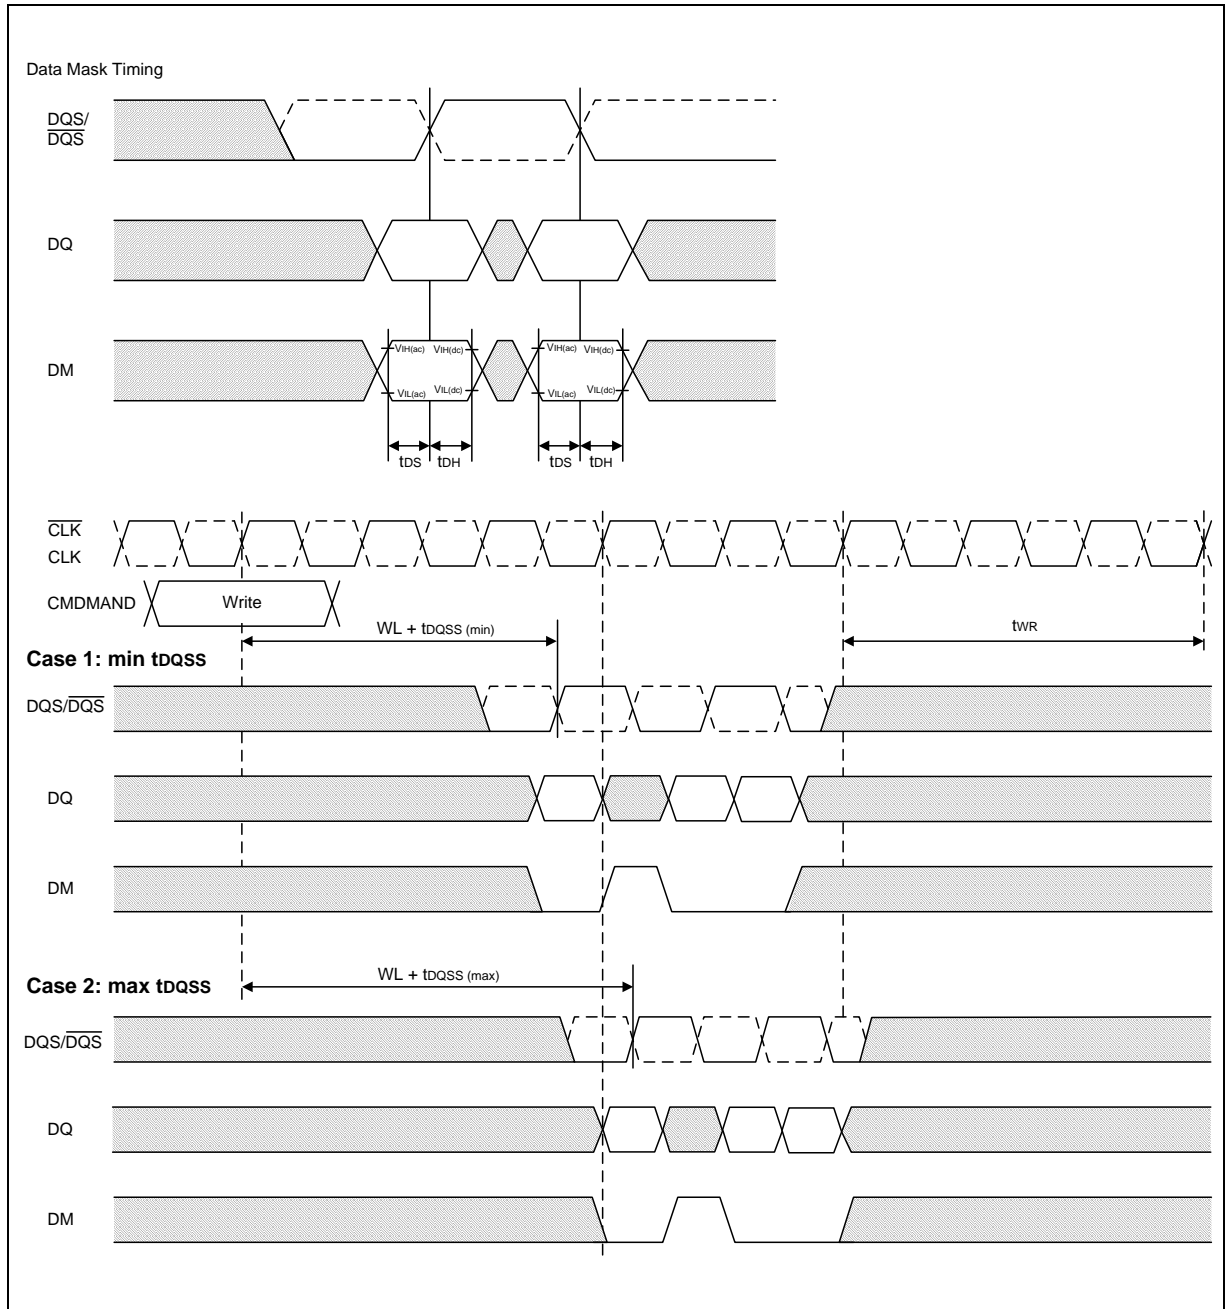 Data Mask Timing
DQS/
DQS
DQ
DM
VIH(ac) VIH(dc) VIH(ac) VIH(dc)
VIL(ac) VIL(dc) VIL(ac) VIL(dc)
tDS tDH tDS tDH
CLK
CLK
CMDMAND Write
WL + tDQSS (min) tWR
Case 1: min tDQSS
DQS/DQS
DQ
DM
WL + tDQSS (max)
Case 2: max tDQSS
DQS/DQS
DQ
DM